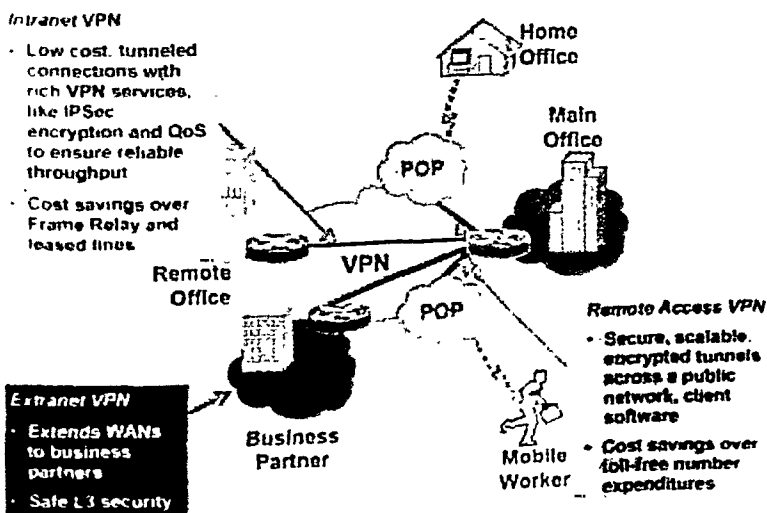 Intranet VPN
· Low cost, tunneled
connections with
rich VPN services,
like IPSec
encryption and QoS
to ensure reliable
throughput
· Cost savings over
Frame Relay and
leased lines
Home
Office
Main
Office
POP
VPN
Remote
Office
POP
Business
Partner
Mobile
Worker
Remote Access VPN
· Secure, scalable,
encrypted tunnels
across a public
network, client
software
· Cost savings over
toll-free number
expenditures
Extranet VPN
· Extends WANs
to business
partners
· Safe L3 security